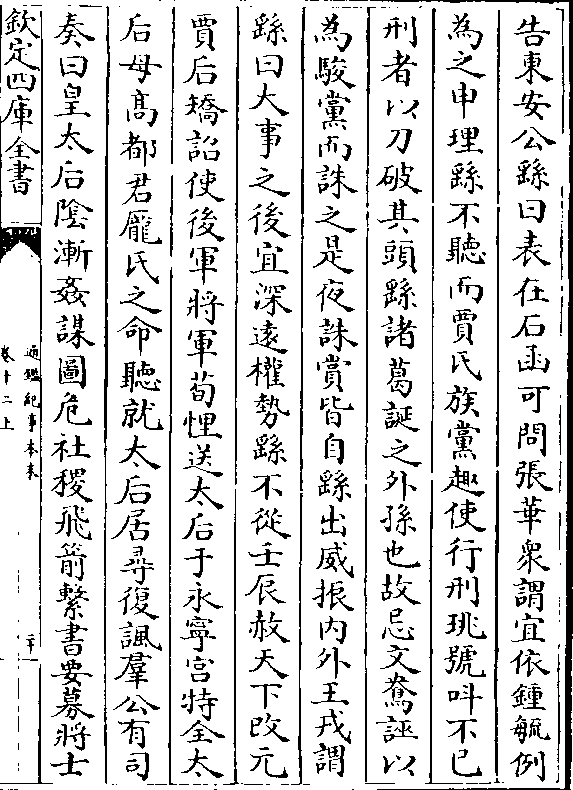 告東安公繇曰表在石函可問張華衆謂宜依鍾毓例
為之申理繇不聽而賈氏族黨趣使行刑珧號呌不已
刑者以刀破其頭繇諸葛誕之外孫也故忌文鴦誣以
為駿黨而誅之是夜誅賞皆自繇出威振内外王戎謂
繇曰大事之後宜深逺權勢繇不從壬辰赦天下改元
賈后矯詔使後軍將軍荀悝送太后于永寧宫特全太
后母髙都君龎氏之命聽就太后居尋復諷羣公有司
奏曰皇太后陰漸姦謀圖危社稷飛箭繫書要募將士
欽定四庫全書
通鑑紀事本末
卷十二上
二十